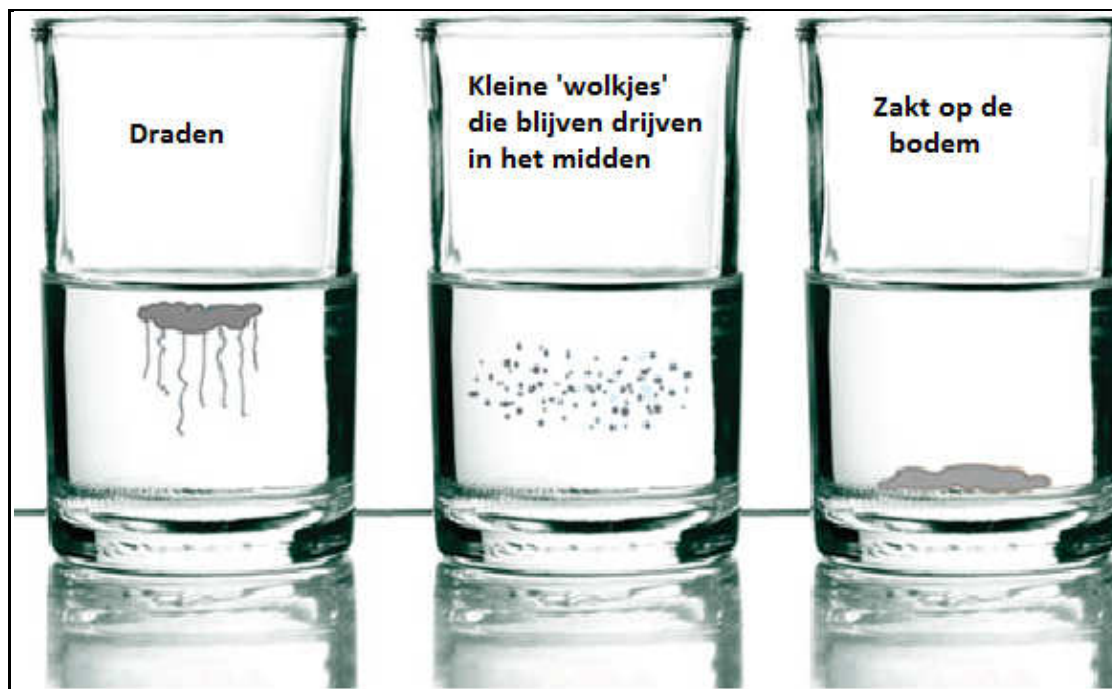 Draden
Kleine 'wolkjes'
die blijven drijven
in het midden
Zakt op de
bodem